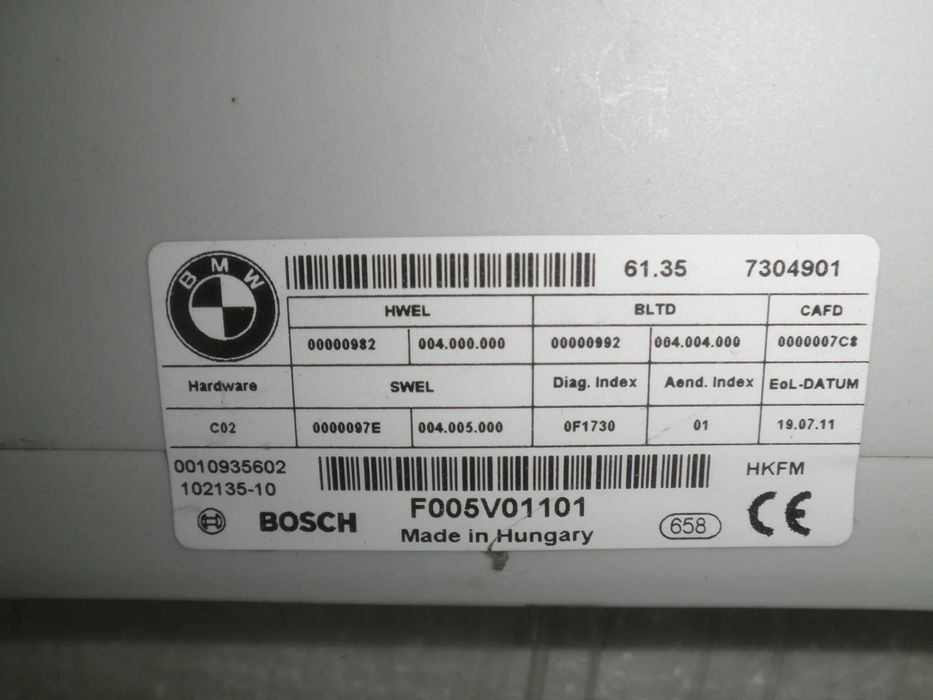 BMW
61.35 7304901
HWEL BLTD CAFD
00000982 004.000.000 00000992 004.004.000 0000007C8
Hardware SWEL Diag. Index Aend. Index EoL-DATUM
C02 0000097E 004.005.000 0F1730 01 19.07.11
0010935602 HKFM
102135-10
BOSCH F005V01101 658 CE
Made in Hungary